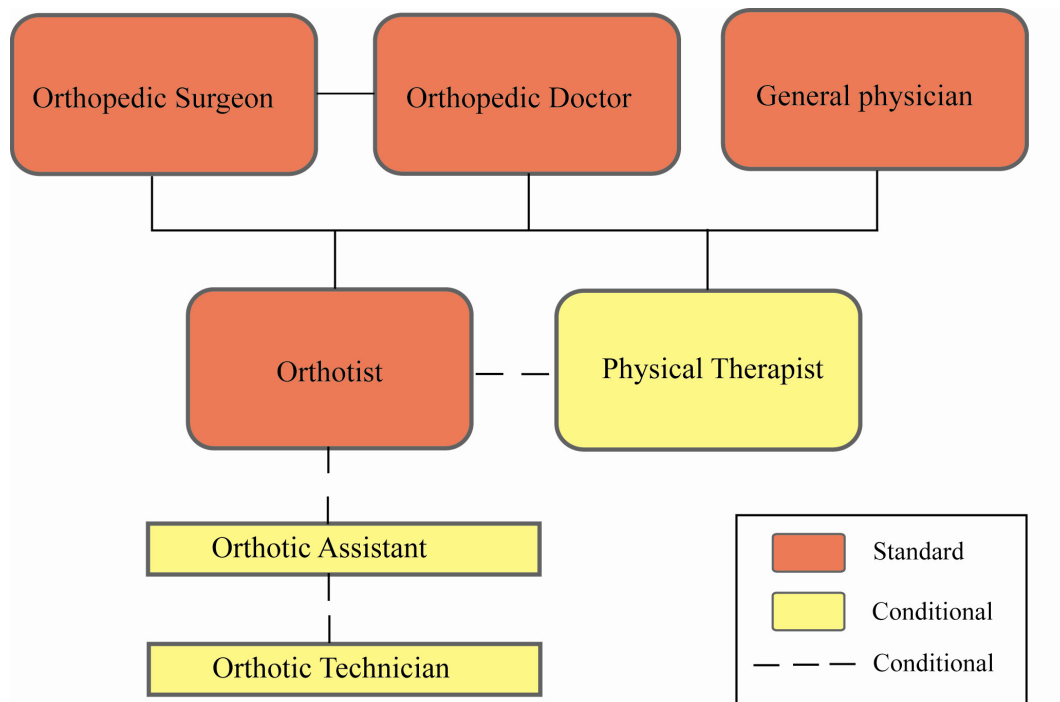 Orthopedic Surgeon
Orthopedic Doctor
General physician
Orthotist
Physical Therapist
Orthotic Assistant
Orthotic Technician
Standard
Conditional
Conditional